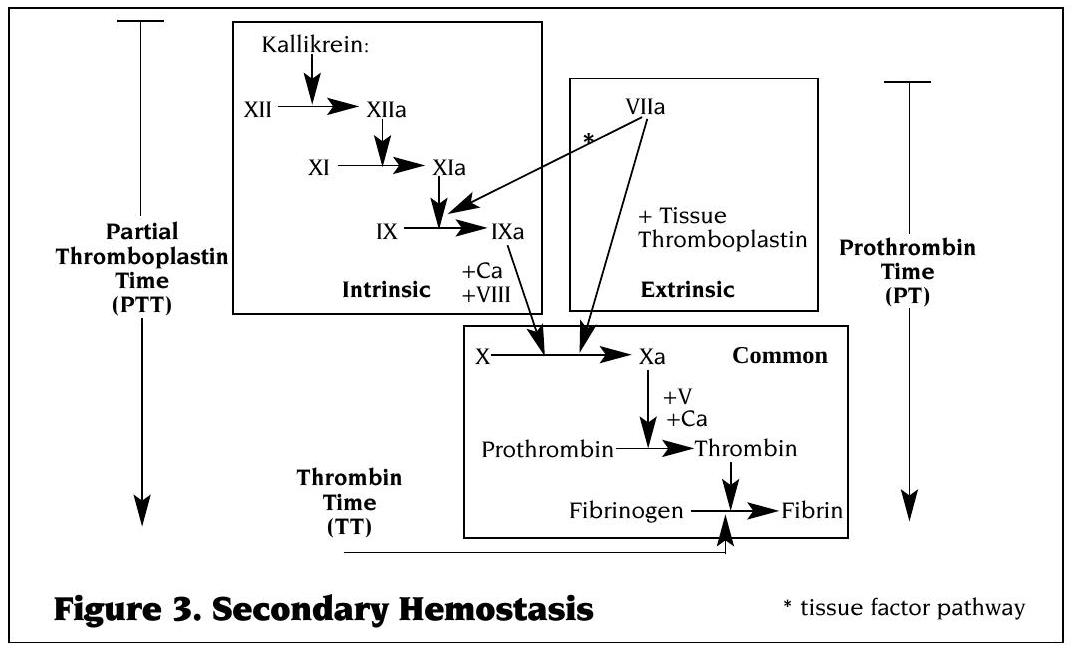 Kallikrein:
XII
XIIa
XI
XIa
IX
IXa
+Ca
+VIII
Intrinsic
VIIa
*
+ Tissue
Thromboplastin
Extrinsic
Partial
Thromboplastin
Time
(PTT)
Prothrombin
Time
(PT)
X
Xa
Common
+V
+Ca
Prothrombin
Thrombin
Fibrinogen
Fibrin
Thrombin
Time
(TT)
Figure 3. Secondary Hemostasis
* tissue factor pathway